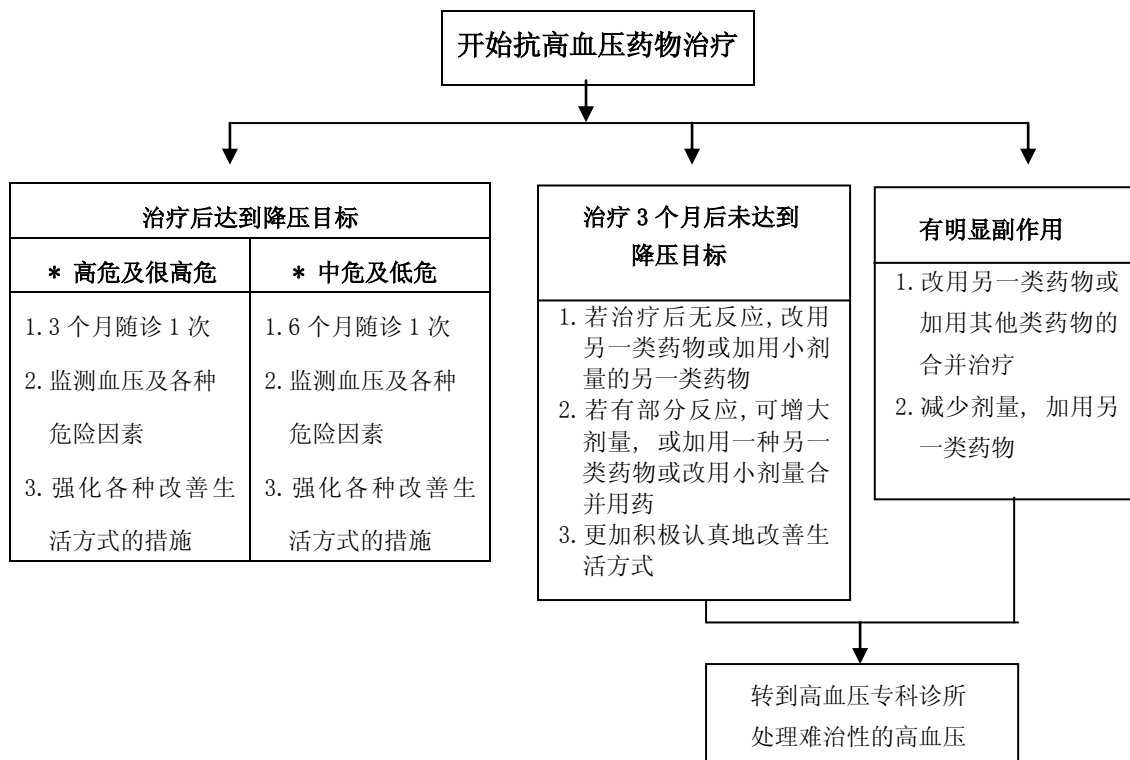 开始抗高血压药物治疗
治疗后达到降压目标
* 高危及很高危
1.3 个月随诊 1 次
2.监测血压及各种
危险因素
3.强化各种改善生
活方式的措施
* 中危及低危
1.6 个月随诊 1 次
2.监测血压及各种
危险因素
3.强化各种改善生
活方式的措施
治疗 3 个月后未达到
降压目标
1.若治疗后无反应,改用
另一类药物或加用小剂
量的另一类药物
2.若有部分反应,可增大
剂量, 或加用一种另一
类药物或改用小剂量合
并用药
3.更加积极认真地改善生
活方式
有明显副作用
1.改用另一类药物或
加用其他类药物的
合并治疗
2.减少剂量, 加用另
一类药物
转到高血压专科诊所
处理难治性的高血压